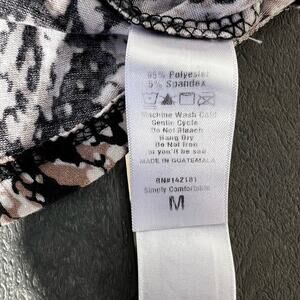 95% Polyester
5% Spandex
Machine Wash Cold
Gentle Cycle
Do Not Bleach
Hang Dry
Do Not Iron
or you'll be sad
MADE IN GUATEMALA
RN#142181
Simply Comfortable
M